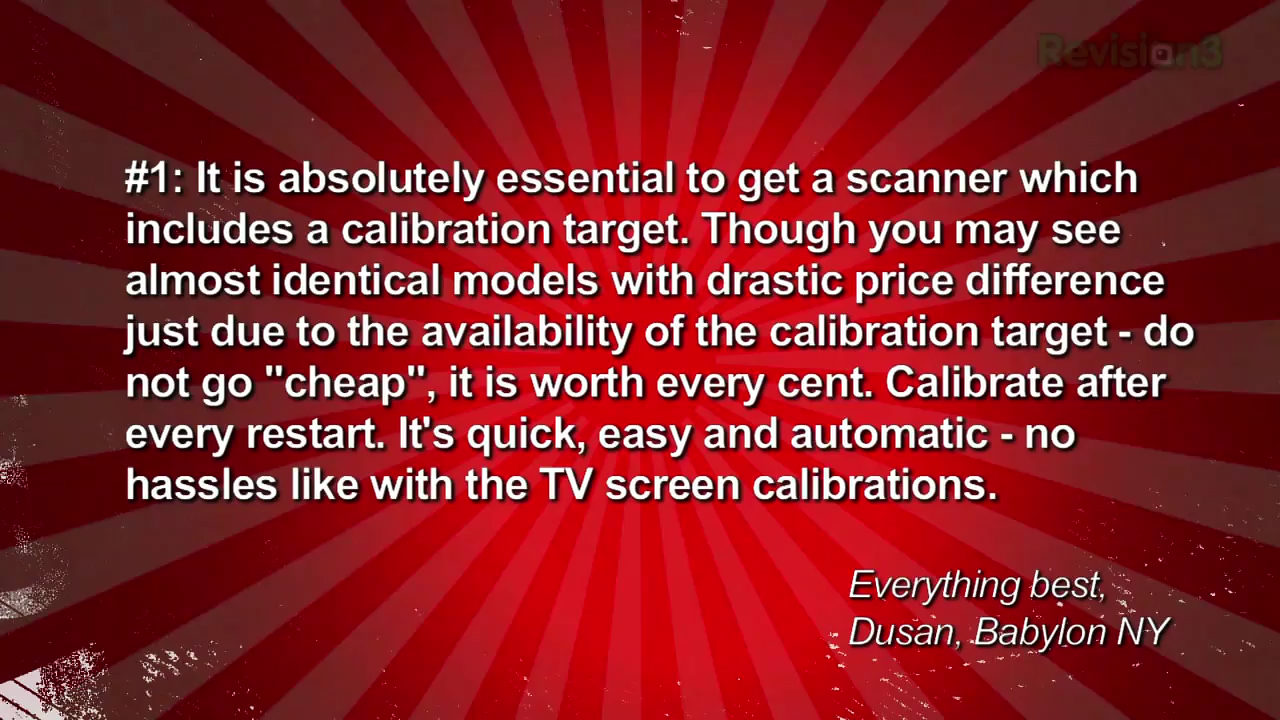 Revision3
#1: It is absolutely essential to get a scanner which
includes a calibration target. Though you may see
almost identical models with drastic price difference
just due to the availability of the calibration target - do
not go "cheap", it is worth every cent. Calibrate after
every restart. It's quick, easy and automatic - no
hassles like with the TV screen calibrations.
Everything best,
Dusan, Babylon NY